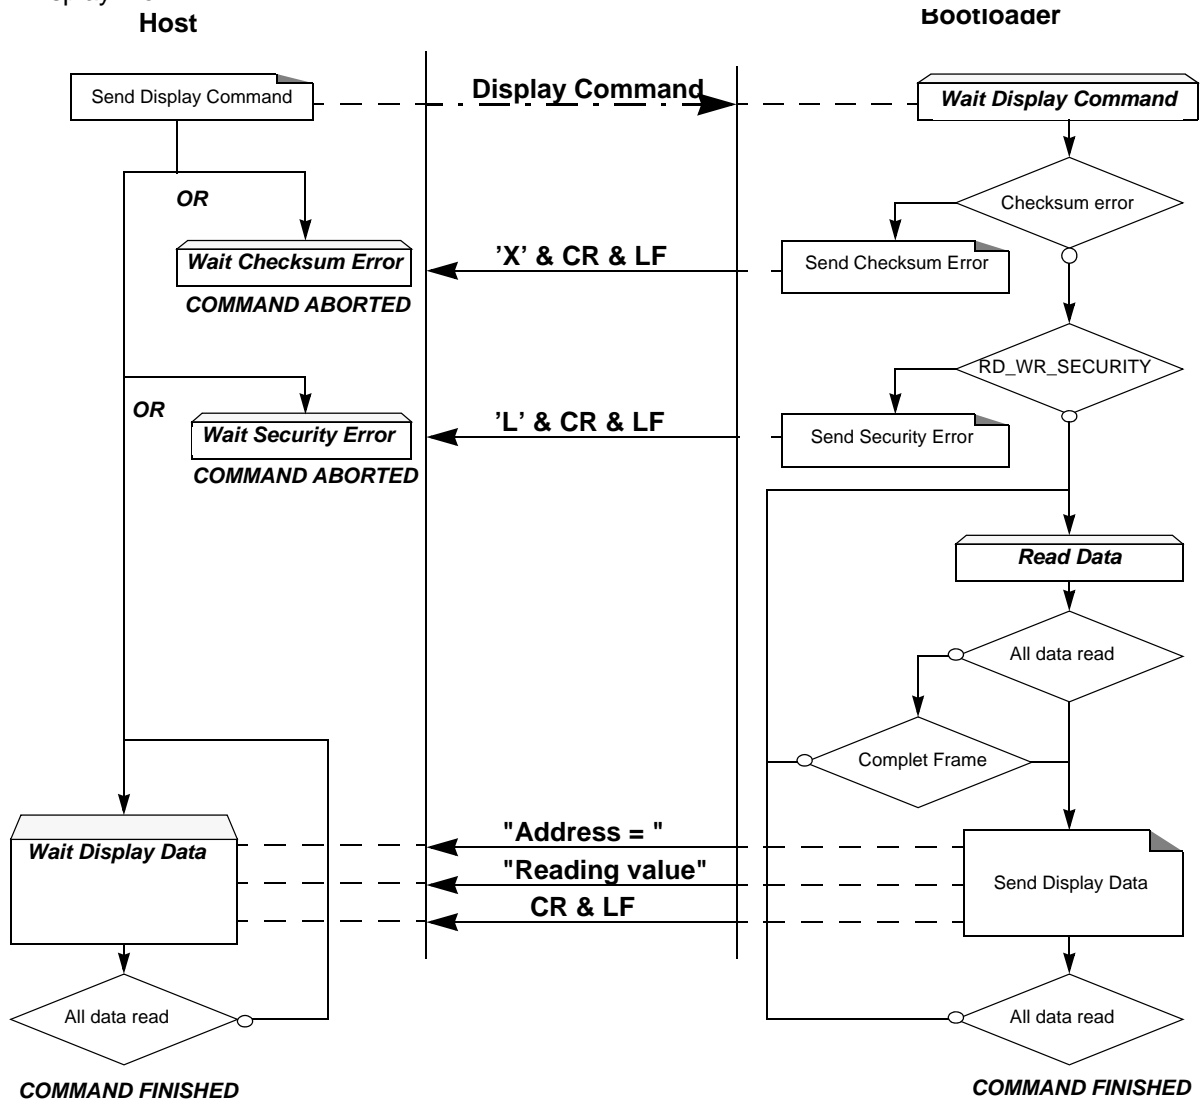 Host
Bootloader
Send Display Command
Display Command
Wait Display Command
Checksum error
OR
Wait Checksum Error
'X' & CR & LF
Send Checksum Error
COMMAND ABORTED
RD_WR_SECURITY
OR
Wait Security Error
'L' & CR & LF
Send Security Error
COMMAND ABORTED
Read Data
All data read
Complet Frame
Wait Display Data
"Address = "
"Reading value"
CR & LF
Send Display Data
All data read
All data read
COMMAND FINISHED
COMMAND FINISHED